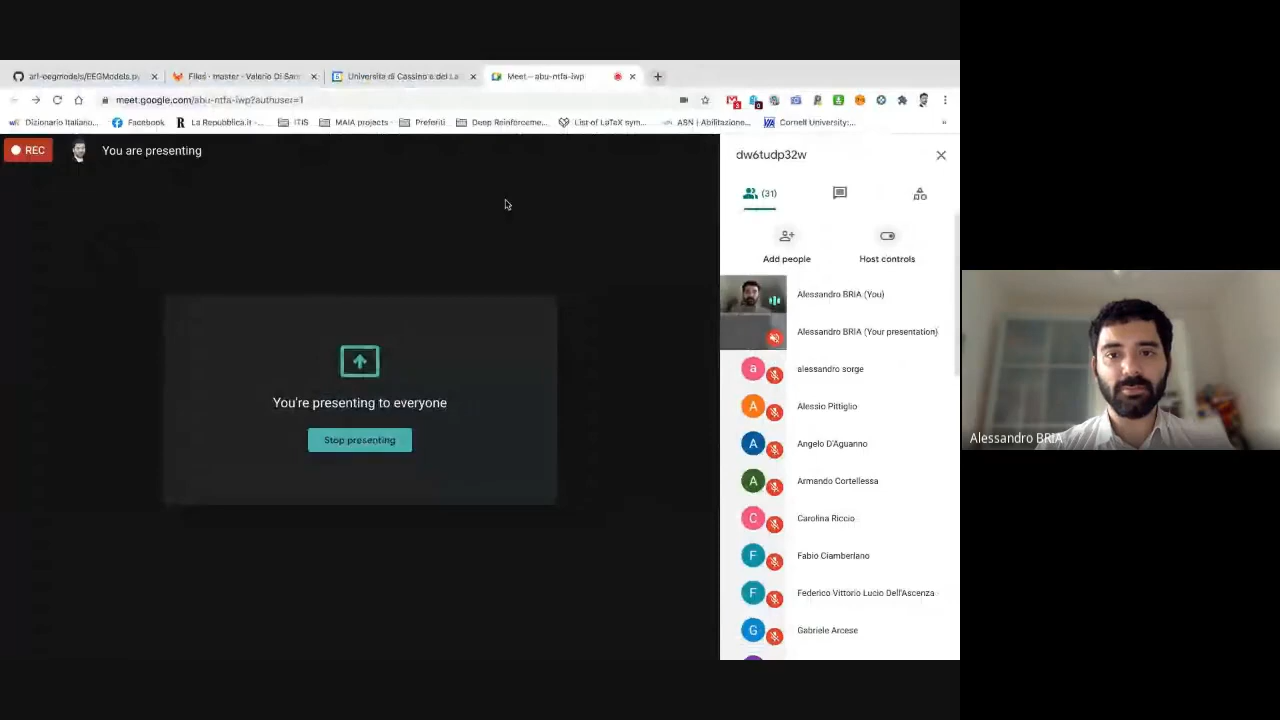 arl-eegmodels/EEGModels.p
Files · master · Valerio Di San
Università di Cassino e del La
Meet – abu-ntfa-iwp
meet.google.com/abu-ntfa-iwp?authuser=1
Dizionario Italiano...
Facebook
La Repubblica.it -...
ITIS
MAIA projects
Preferiti
Deep Reinforceme...
List of LaTeX sym...
ASN | Abilitazione...
Cornell University:...
REC
You are presenting
dw6tudp32w
(31)
Add people
Host controls
Alessandro BRIA (You)
Alessandro BRIA (Your presentation)
a
alessandro sorge
A
Alessio Pittiglio
A
Angelo D'Aguanno
A
Armando Cortellessa
C
Carolina Riccio
F
Fabio Ciamberlano
F
Federico Vittorio Lucio Dell'Ascenza
G
Gabriele Arcese
You're presenting to everyone
Stop presenting
Alessandro BRIA